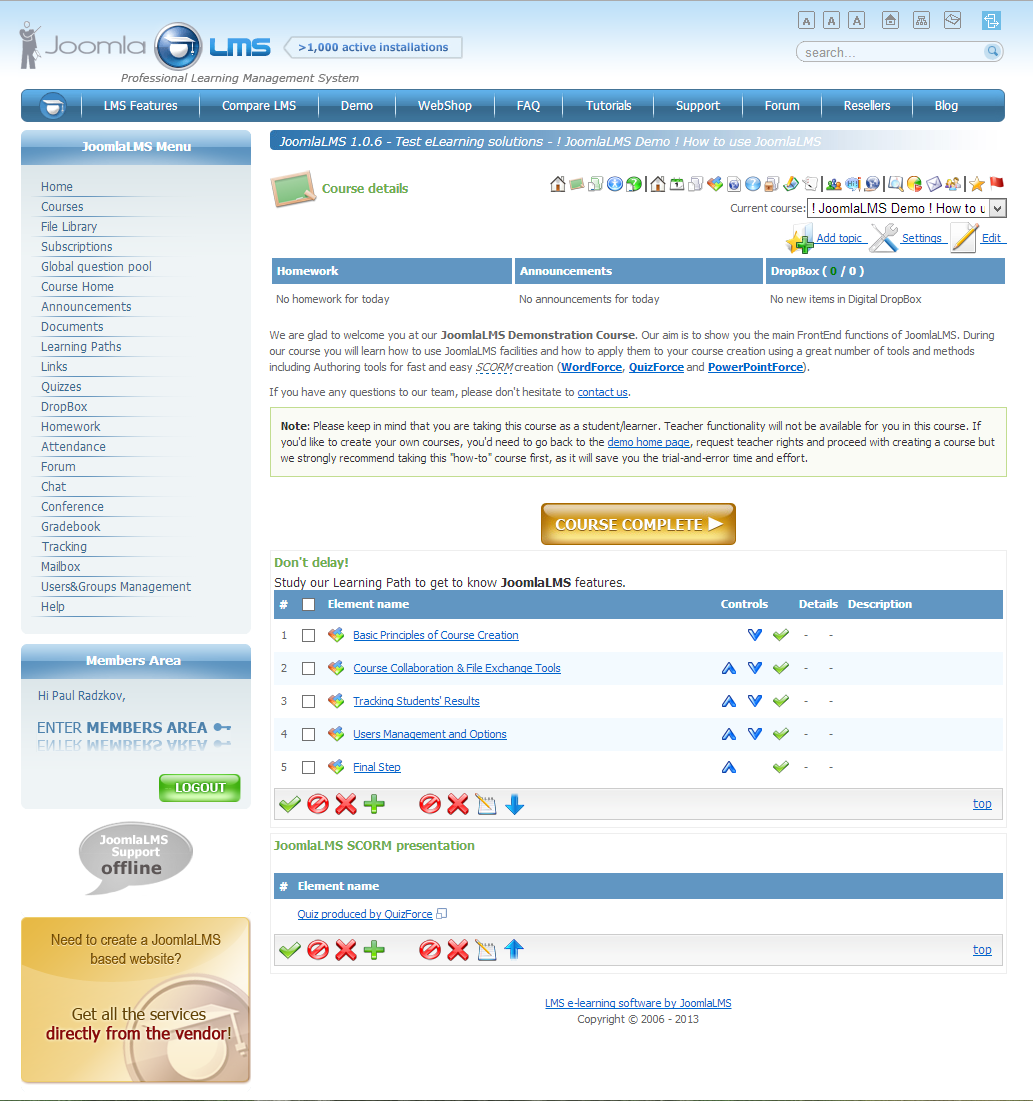 Joomla LMS
>1,000 active installations
Professional Learning Management System
A A A
search...
LMS Features Compare LMS Demo WebShop FAQ Tutorials Support Forum Resellers Blog
JoomlaLMS Menu
Home
Courses
File Library
Subscriptions
Global question pool
Course Home
Announcements
Documents
Learning Paths
Links
Quizzes
DropBox
Homework
Attendance
Forum
Chat
Conference
Gradebook
Tracking
Mailbox
Users&Groups Management
Help
Members Area
Hi Paul Radzkov,
ENTER MEMBERS AREA
LOGOUT
JoomlaLMS
Support
offline
Need to create a JoomlaLMS
based website?
Get all the services
directly from the vendor!
JoomlaLMS 1.0.6 - Test eLearning solutions - ! JoomlaLMS Demo ! How to use JoomlaLMS
Course details
Current course: ! JoomlaLMS Demo ! How to u
Add topic Settings Edit
Homework Announcements DropBox ( 0 / 0 )
No homework for today No announcements for today No new items in Digital DropBox
We are glad to welcome you at our JoomlaLMS Demonstration Course. Our aim is to show you the main FrontEnd functions of JoomlaLMS. During
our course you will learn how to use JoomlaLMS facilities and how to apply them to your course creation using a great number of tools and methods
including Authoring tools for fast and easy SCORM creation (WordForce, QuizForce and PowerPointForce).
If you have any questions to our team, please don't hesitate to contact us.
Note: Please keep in mind that you are taking this course as a student/learner. Teacher functionality will not be available for you in this course. If
you'd like to create your own courses, you'd need to go back to the demo home page, request teacher rights and proceed with creating a course but
we strongly recommend taking this "how-to" course first, as it will save you the trial-and-error time and effort.
COURSE COMPLETE
Don't delay!
Study our Learning Path to get to know JoomlaLMS features.
# Element name Controls Details Description
1 Basic Principles of Course Creation - -
2 Course Collaboration & File Exchange Tools - -
3 Tracking Students' Results - -
4 Users Management and Options - -
5 Final Step - -
top
JoomlaLMS SCORM presentation
# Element name
Quiz produced by QuizForce
top
LMS e-learning software by JoomlaLMS
Copyright © 2006 - 2013